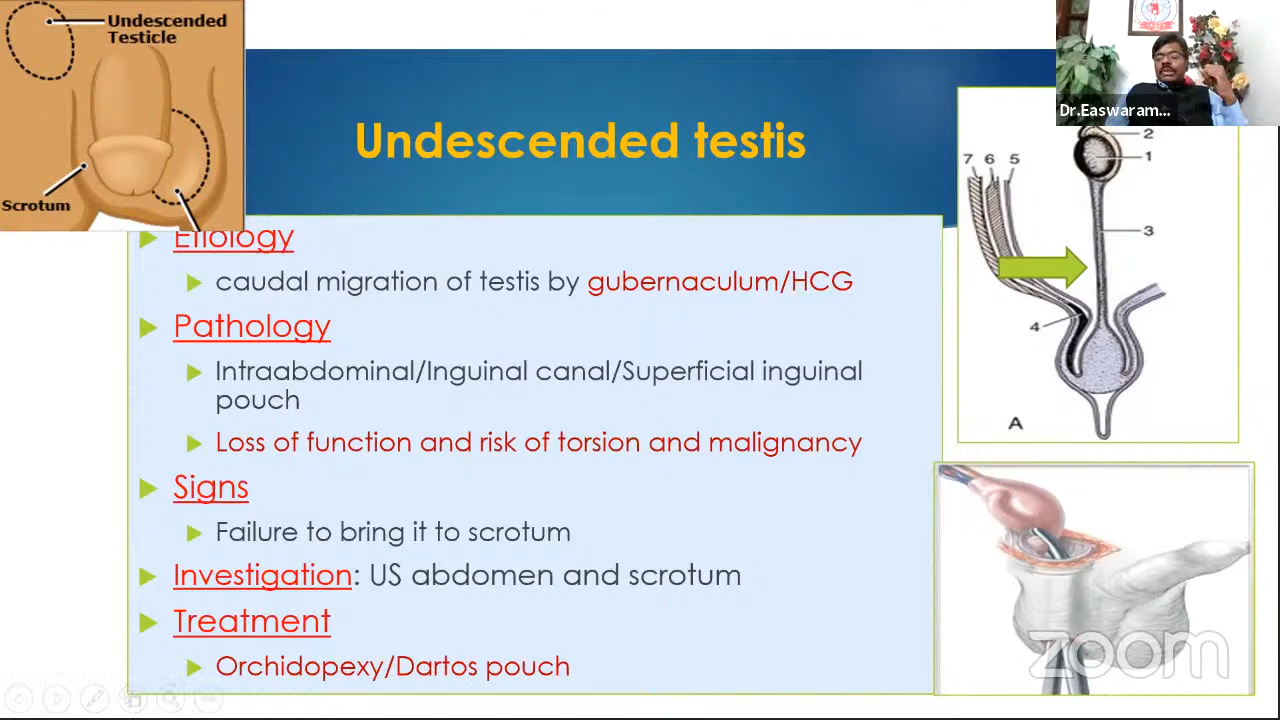 Undescended
Testicle
Scrotum
Dr.Easwaram...
Undescended testis
Etiology
caudal migration of testis by gubernaculum/HCG
Pathology
Intraabdominal/Inguinal canal/Superficial inguinal
pouch
Loss of function and risk of torsion and malignancy
Signs
Failure to bring it to scrotum
Investigation: US abdomen and scrotum
Treatment
Orchidopexy/Dartos pouch
2
1
7 6 5
3
4
A
zoom